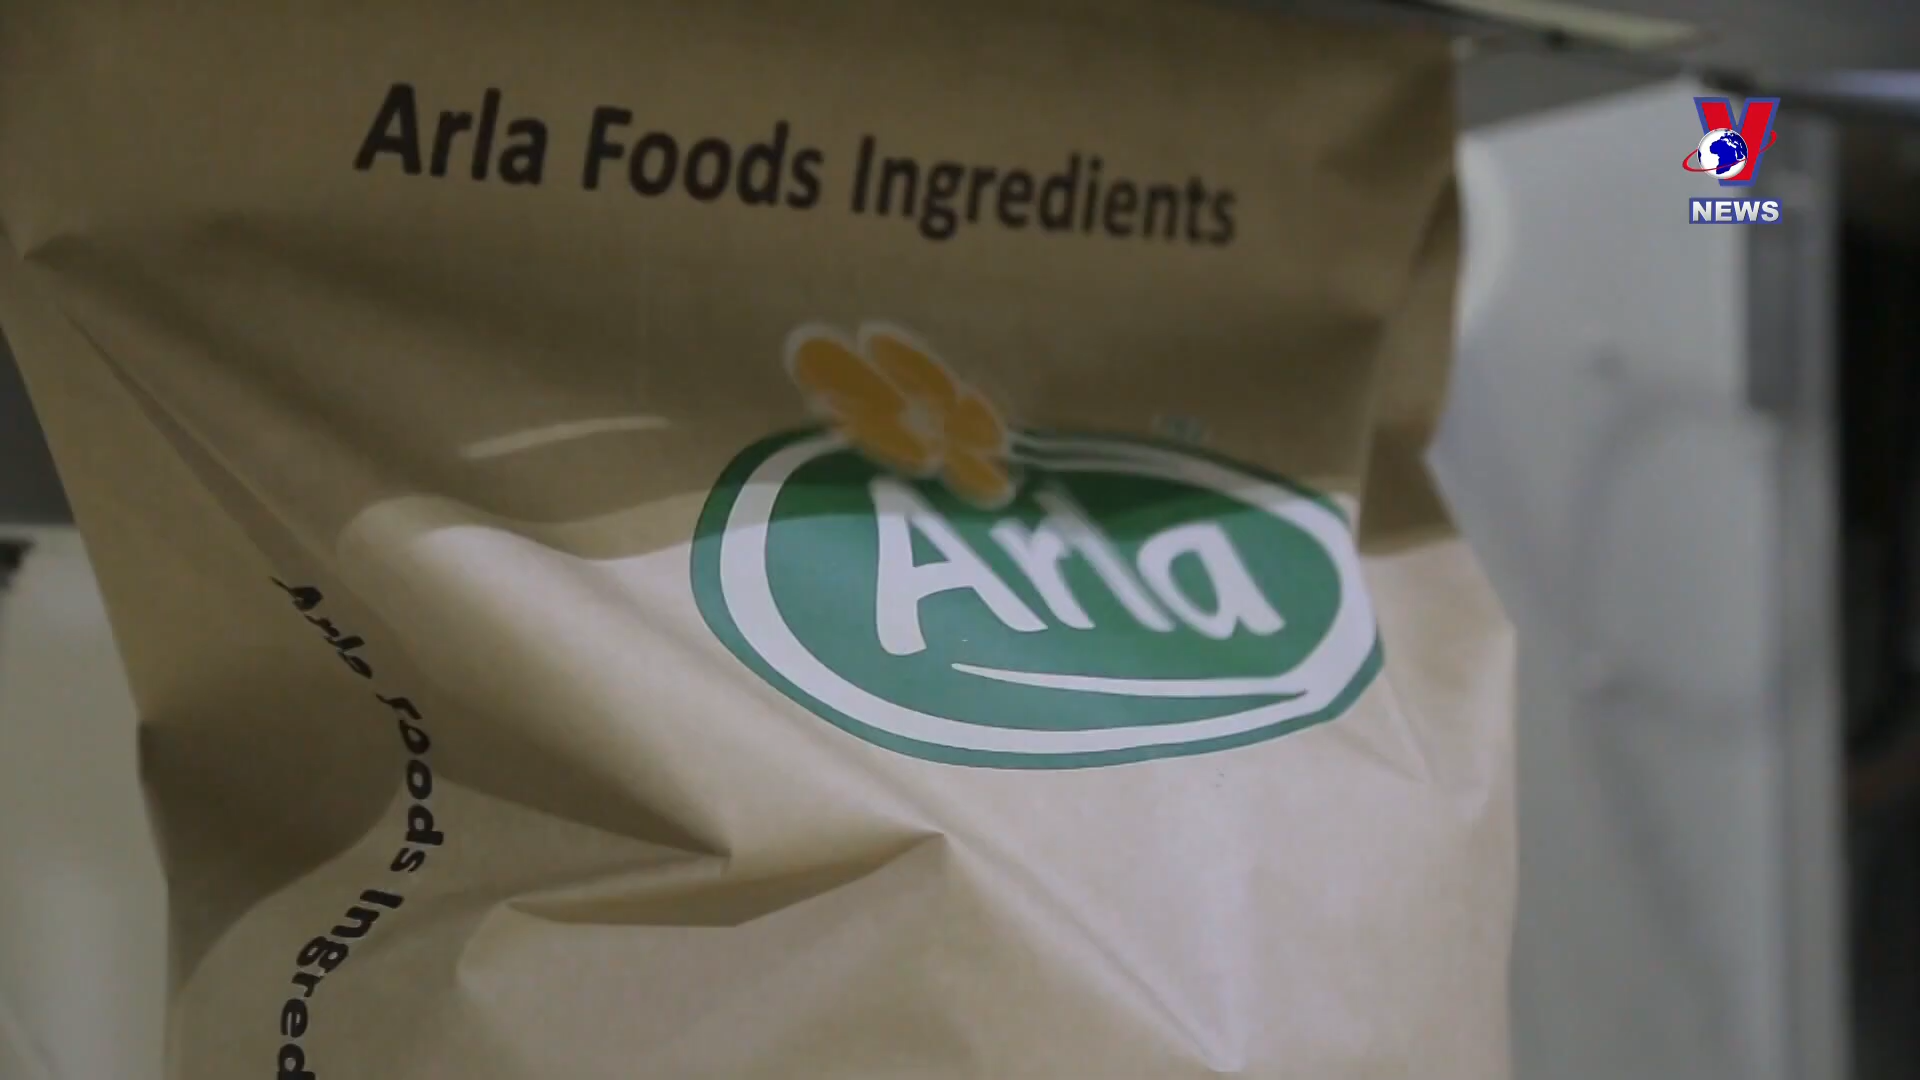 Arla Foods Ingredients
V
NEWS
Arla
Arla Foods Ingred